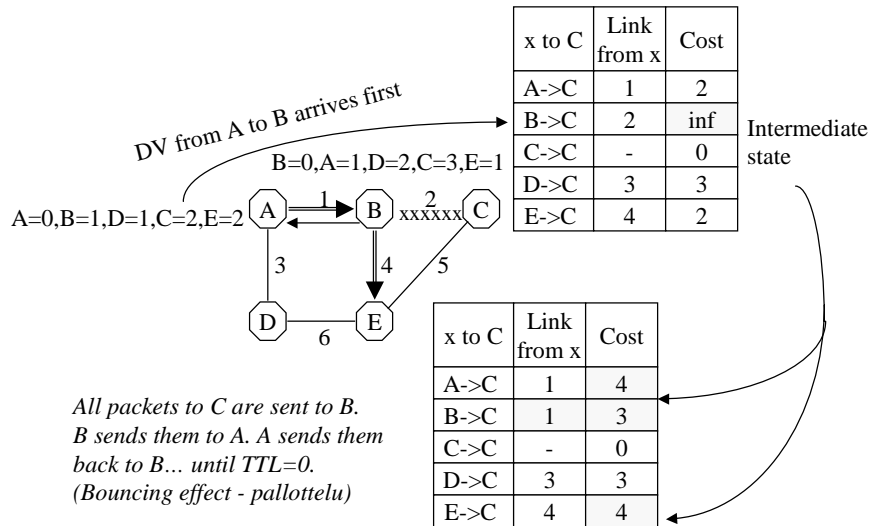 x to C Link from x Cost
A->C 1 2
B->C 2 inf
C->C - 0
D->C 3 3
E->C 4 2
Intermediate
state
DV from A to B arrives first
B=0,A=1,D=2,C=3,E=1
A=0,B=1,D=1,C=2,E=2
A 1 B 2 xxxxxx C
3 4 5
D 6 E
x to C Link from x Cost
A->C 1 4
B->C 1 3
C->C - 0
D->C 3 3
E->C 4 4
All packets to C are sent to B.
B sends them to A. A sends them
back to B... until TTL=0.
(Bouncing effect - pallottelu)